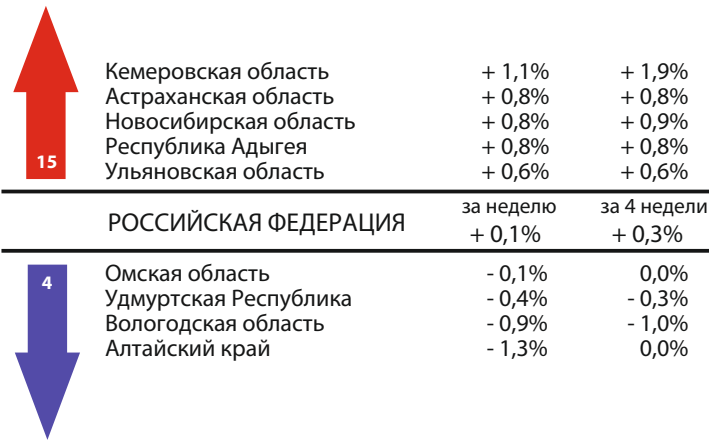 Кемеровская область + 1,1% + 1,9%
Астраханская область + 0,8% + 0,8%
Новосибирская область + 0,8% + 0,9%
Республика Адыгея + 0,8% + 0,8%
15 Ульяновская область + 0,6% + 0,6%
за неделю за 4 недели
РОССИЙСКАЯ ФЕДЕРАЦИЯ + 0,1% + 0,3%
4 Омская область - 0,1% 0,0%
Удмуртская Республика - 0,4% - 0,3%
Вологодская область - 0,9% - 1,0%
Алтайский край - 1,3% 0,0%